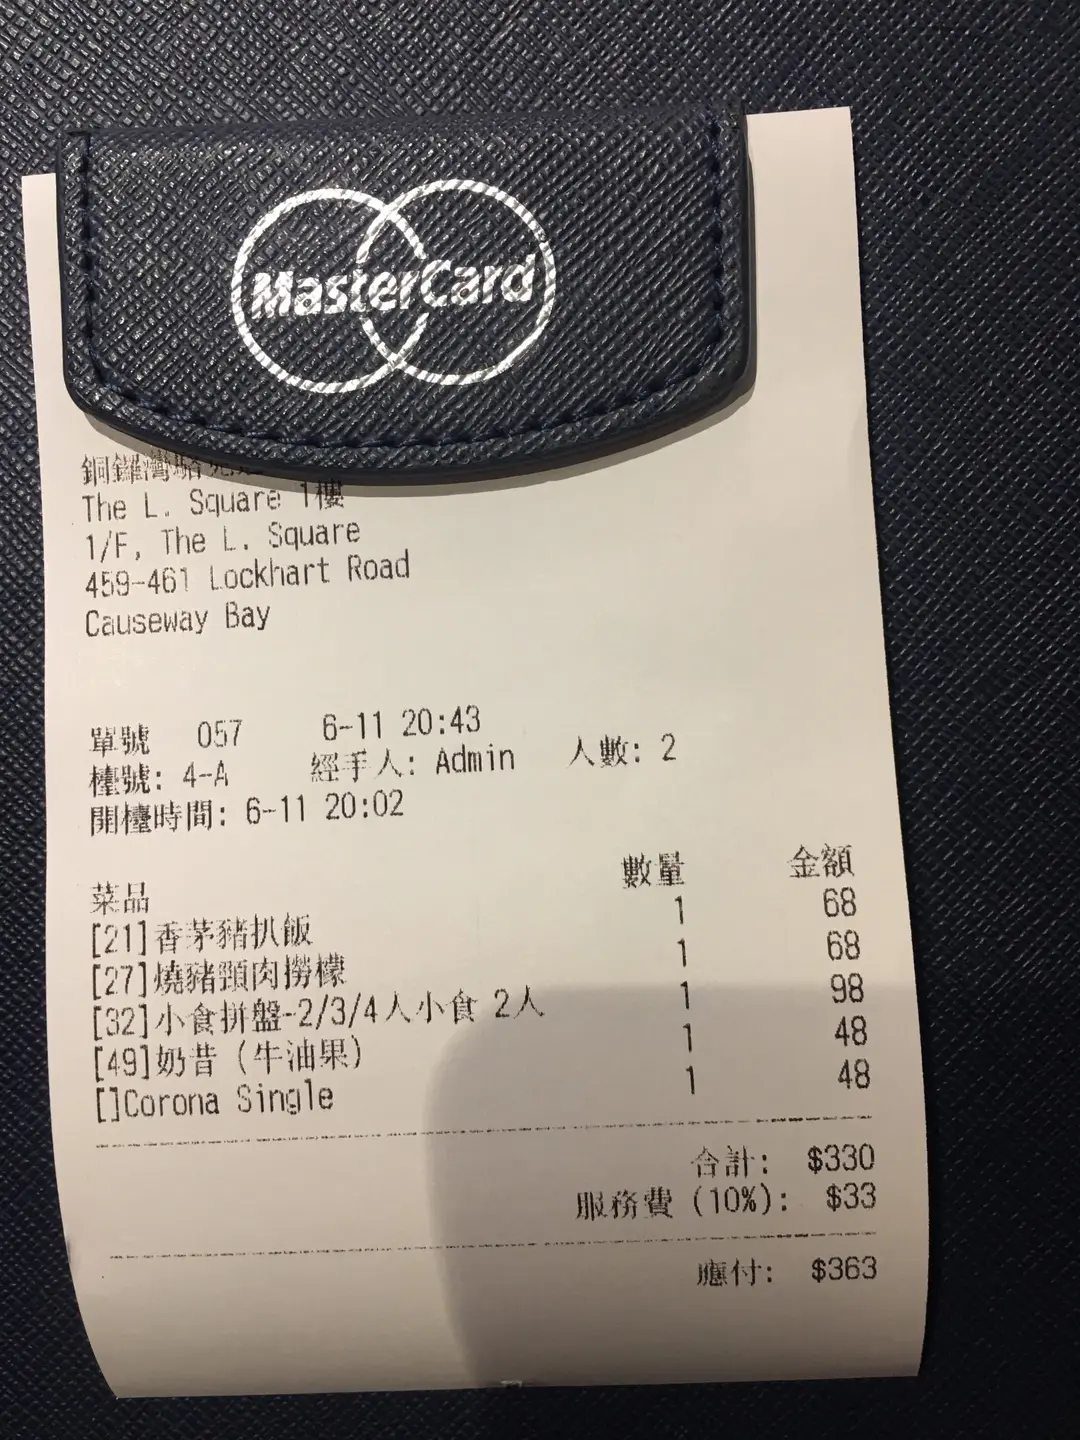 MasterCard
銅鑼灣駱
The L. Square 1樓
1/F, The L. Square
459-461 Lockhart Road
Causeway Bay
單號 057 6-11 20:43
檯號: 4-A 經手人: Admin 人數: 2
開檯時間: 6-11 20:02
菜品 數量 金額
[21]香茅豬扒飯 1 68
[27]燒豬頸肉撈檬 1 68
[32]小食拼盤-2/3/4人小食 2人 1 98
[49]奶昔 (牛油果) 1 48
[]Corona Single 1 48
合計: $330
服務費 (10%): $33
應付: $363